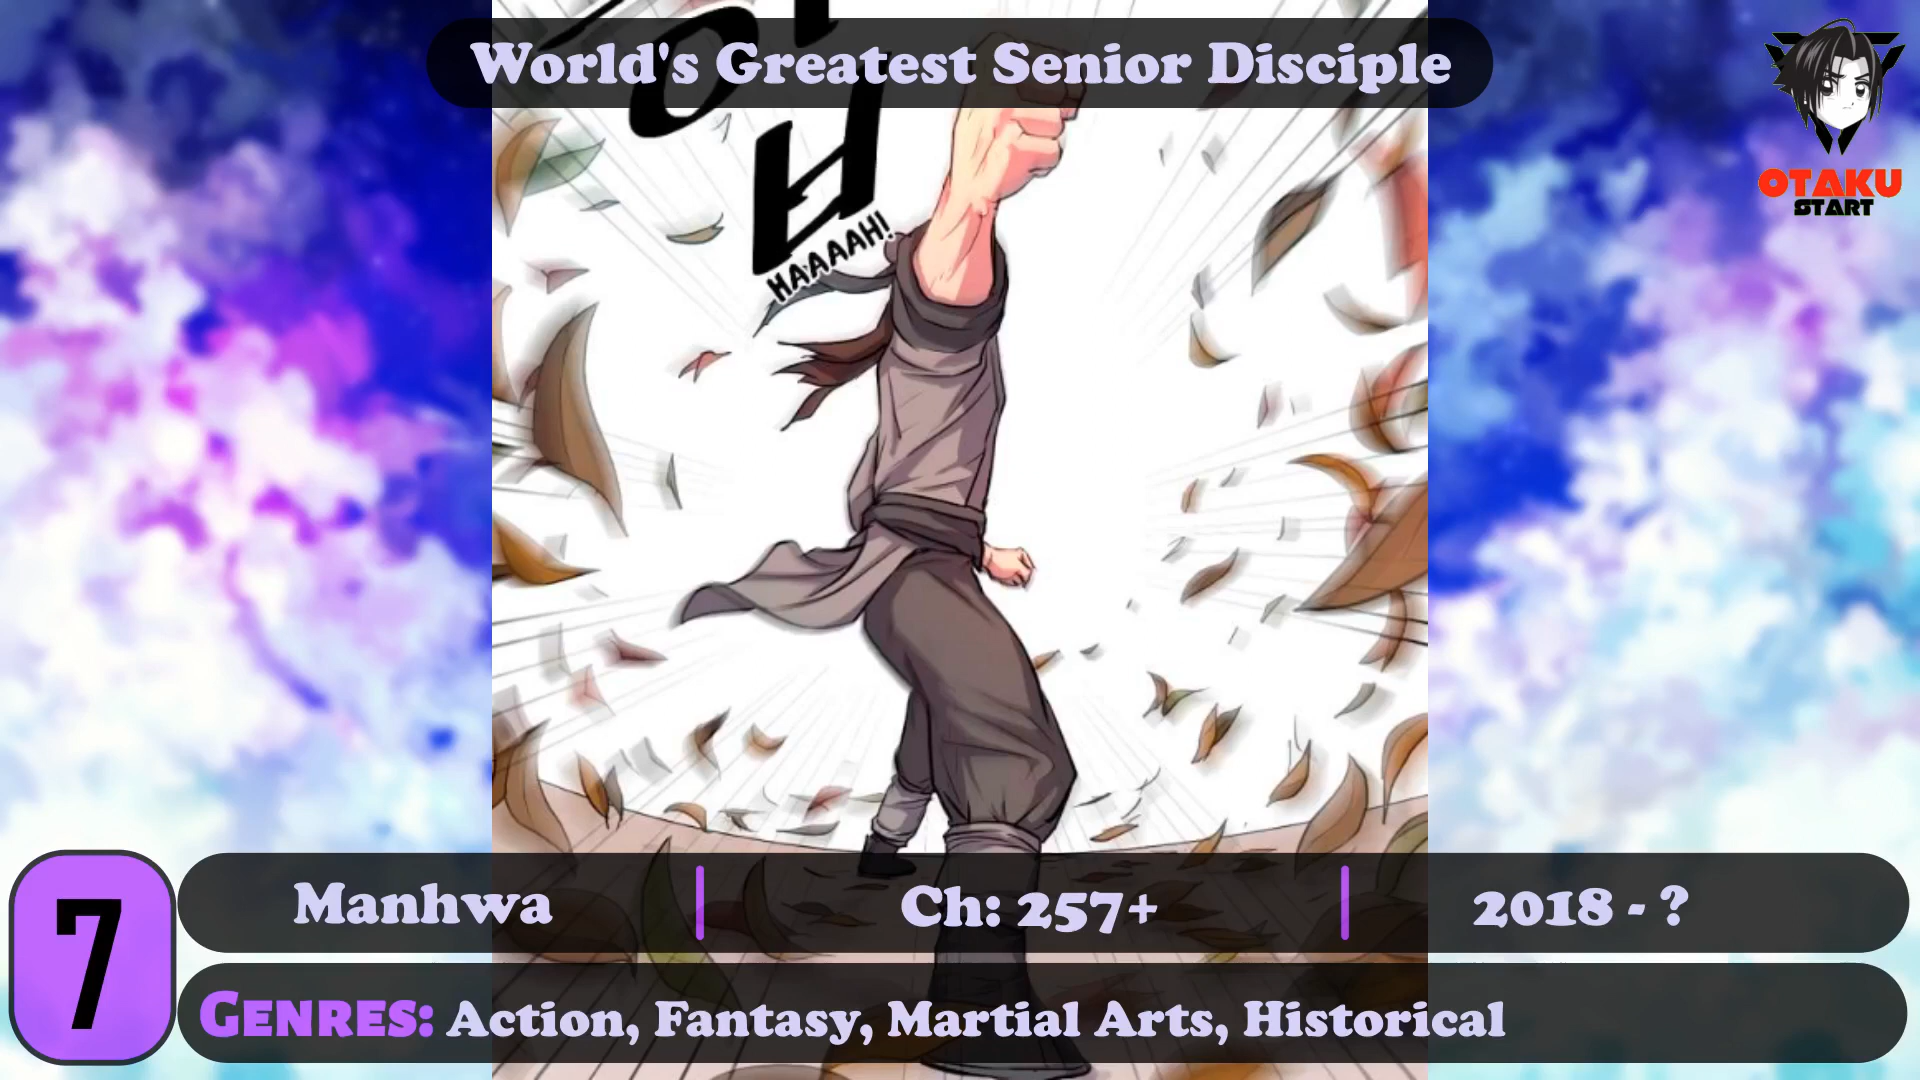 World's Greatest Senior Disciple
HAAAAH!
OTAKU
START
Manhwa
Ch: 257+
2018 - ?
7
GENRES: Action, Fantasy, Martial Arts, Historical